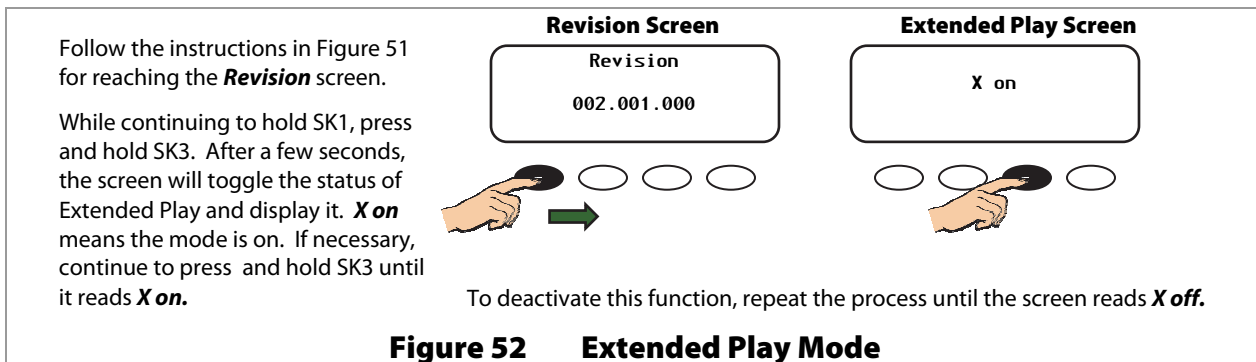 Follow the instructions in Figure 51
for reaching the Revision screen.
While continuing to hold SK1, press
and hold SK3. After a few seconds,
the screen will toggle the status of
Extended Play and display it. X on
means the mode is on. If necessary,
continue to press and hold SK3 until
it reads X on.
Revision Screen
Revision
002.001.000
Extended Play Screen
X on
To deactivate this function, repeat the process until the screen reads X off.
Figure 52 Extended Play Mode